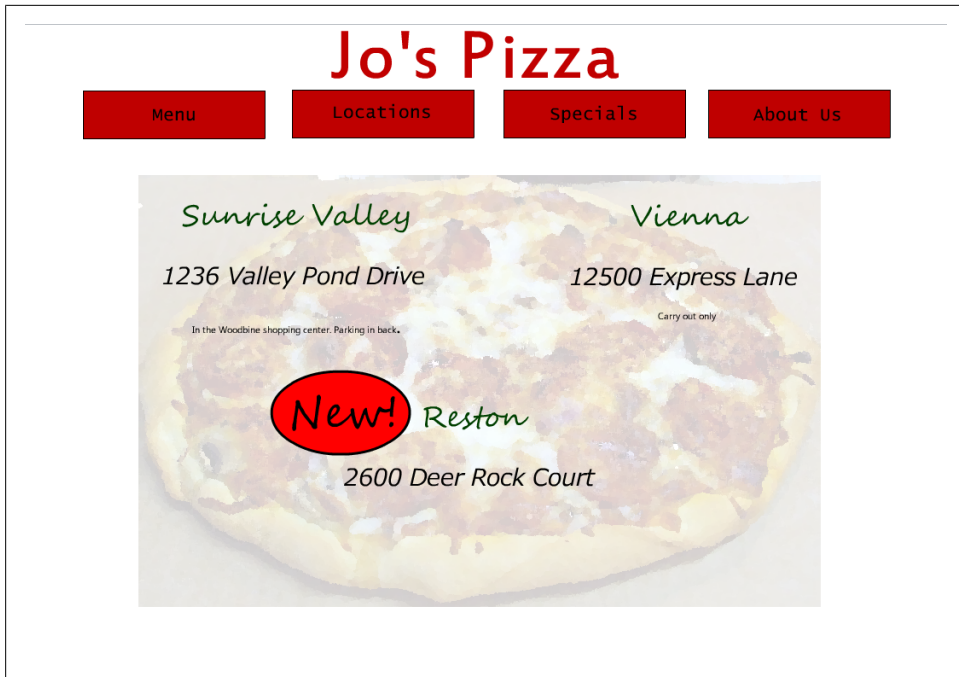 Jo's Pizza
Menu
Locations
Specials
About Us
Sunrise Valley
1236 Valley Pond Drive
In the Woodbine shopping center. Parking in back.
Vienna
12500 Express Lane
Carry out only
New!
Reston
2600 Deer Rock Court